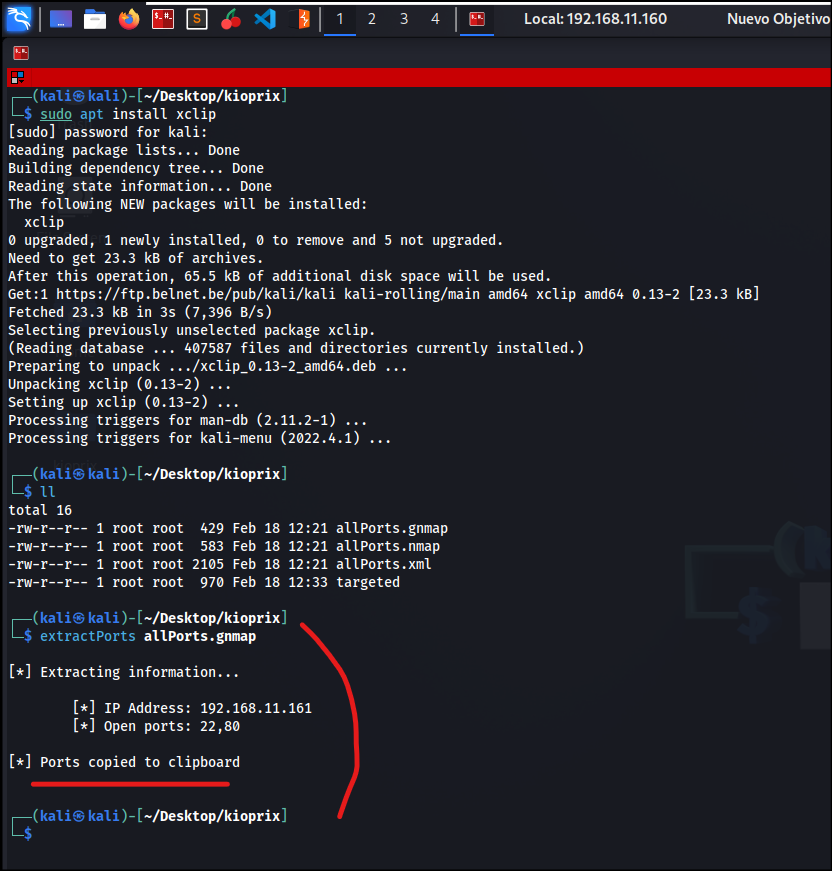 1 2 3 4 Local: 192.168.11.160 Nuevo Objetivo
┌──(kali㉿kali)-[~/Desktop/kioprix]
└─$ sudo apt install xclip
[sudo] password for kali:
Reading package lists... Done
Building dependency tree... Done
Reading state information... Done
The following NEW packages will be installed:
  xclip
0 upgraded, 1 newly installed, 0 to remove and 5 not upgraded.
Need to get 23.3 kB of archives.
After this operation, 65.5 kB of additional disk space will be used.
Get:1 https://ftp.belnet.be/pub/kali/kali kali-rolling/main amd64 xclip amd64 0.13-2 [23.3 kB]
Fetched 23.3 kB in 3s (7,396 B/s)
Selecting previously unselected package xclip.
(Reading database ... 407587 files and directories currently installed.)
Preparing to unpack .../xclip_0.13-2_amd64.deb ...
Unpacking xclip (0.13-2) ...
Setting up xclip (0.13-2) ...
Processing triggers for man-db (2.11.2-1) ...
Processing triggers for kali-menu (2022.4.1) ...
┌──(kali㉿kali)-[~/Desktop/kioprix]
└─$ ll
total 16
-rw-r--r-- 1 root root  429 Feb 18 12:21 allPorts.gnmap
-rw-r--r-- 1 root root  583 Feb 18 12:21 allPorts.nmap
-rw-r--r-- 1 root root 2105 Feb 18 12:21 allPorts.xml
-rw-r--r-- 1 root root  970 Feb 18 12:33 targeted
┌──(kali㉿kali)-[~/Desktop/kioprix]
└─$ extractPorts allPorts.gnmap
[*] Extracting information...
[*] IP Address: 192.168.11.161
[*] Open ports: 22,80
[*] Ports copied to clipboard
┌──(kali㉿kali)-[~/Desktop/kioprix]
└─$